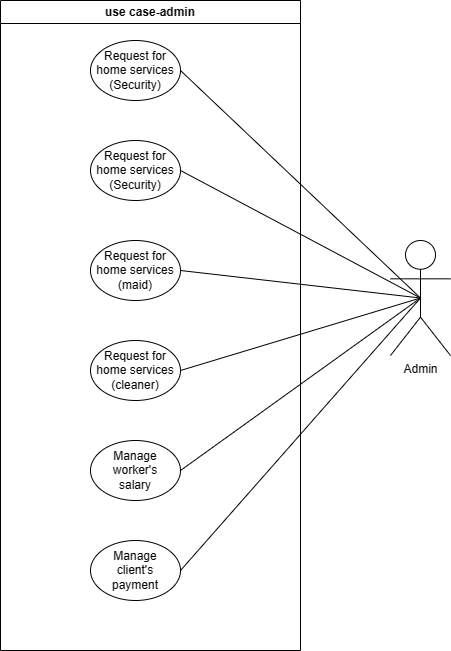 use case-admin
Request for
home services
(Security)
Request for
home services
(Security)
Request for
home services
(maid)
Request for
home services
(cleaner)
Manage
worker's
salary
Manage
client's
payment
Admin